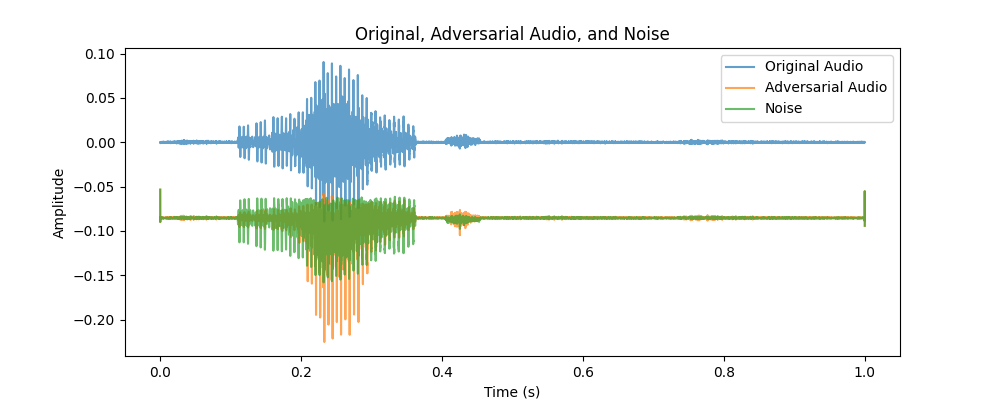 Original, Adversarial Audio, and Noise
Original Audio
Adversarial Audio
Noise
Amplitude
0.10
0.05
0.00
−0.05
−0.10
−0.15
−0.20
0.0 0.2 0.4 0.6 0.8 1.0
Time (s)